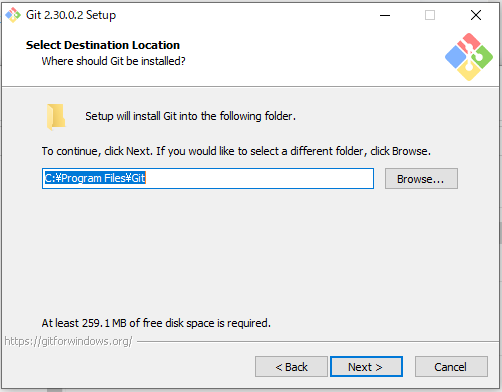 Git 2.30.0.2 Setup
Select Destination Location
Where should Git be installed?
Setup will install Git into the following folder.
To continue, click Next. If you would like to select a different folder, click Browse.
C:¥Program Files¥Git
Browse...
At least 259.1 MB of free disk space is required.
https://gitforwindows.org/
< Back
Next >
Cancel